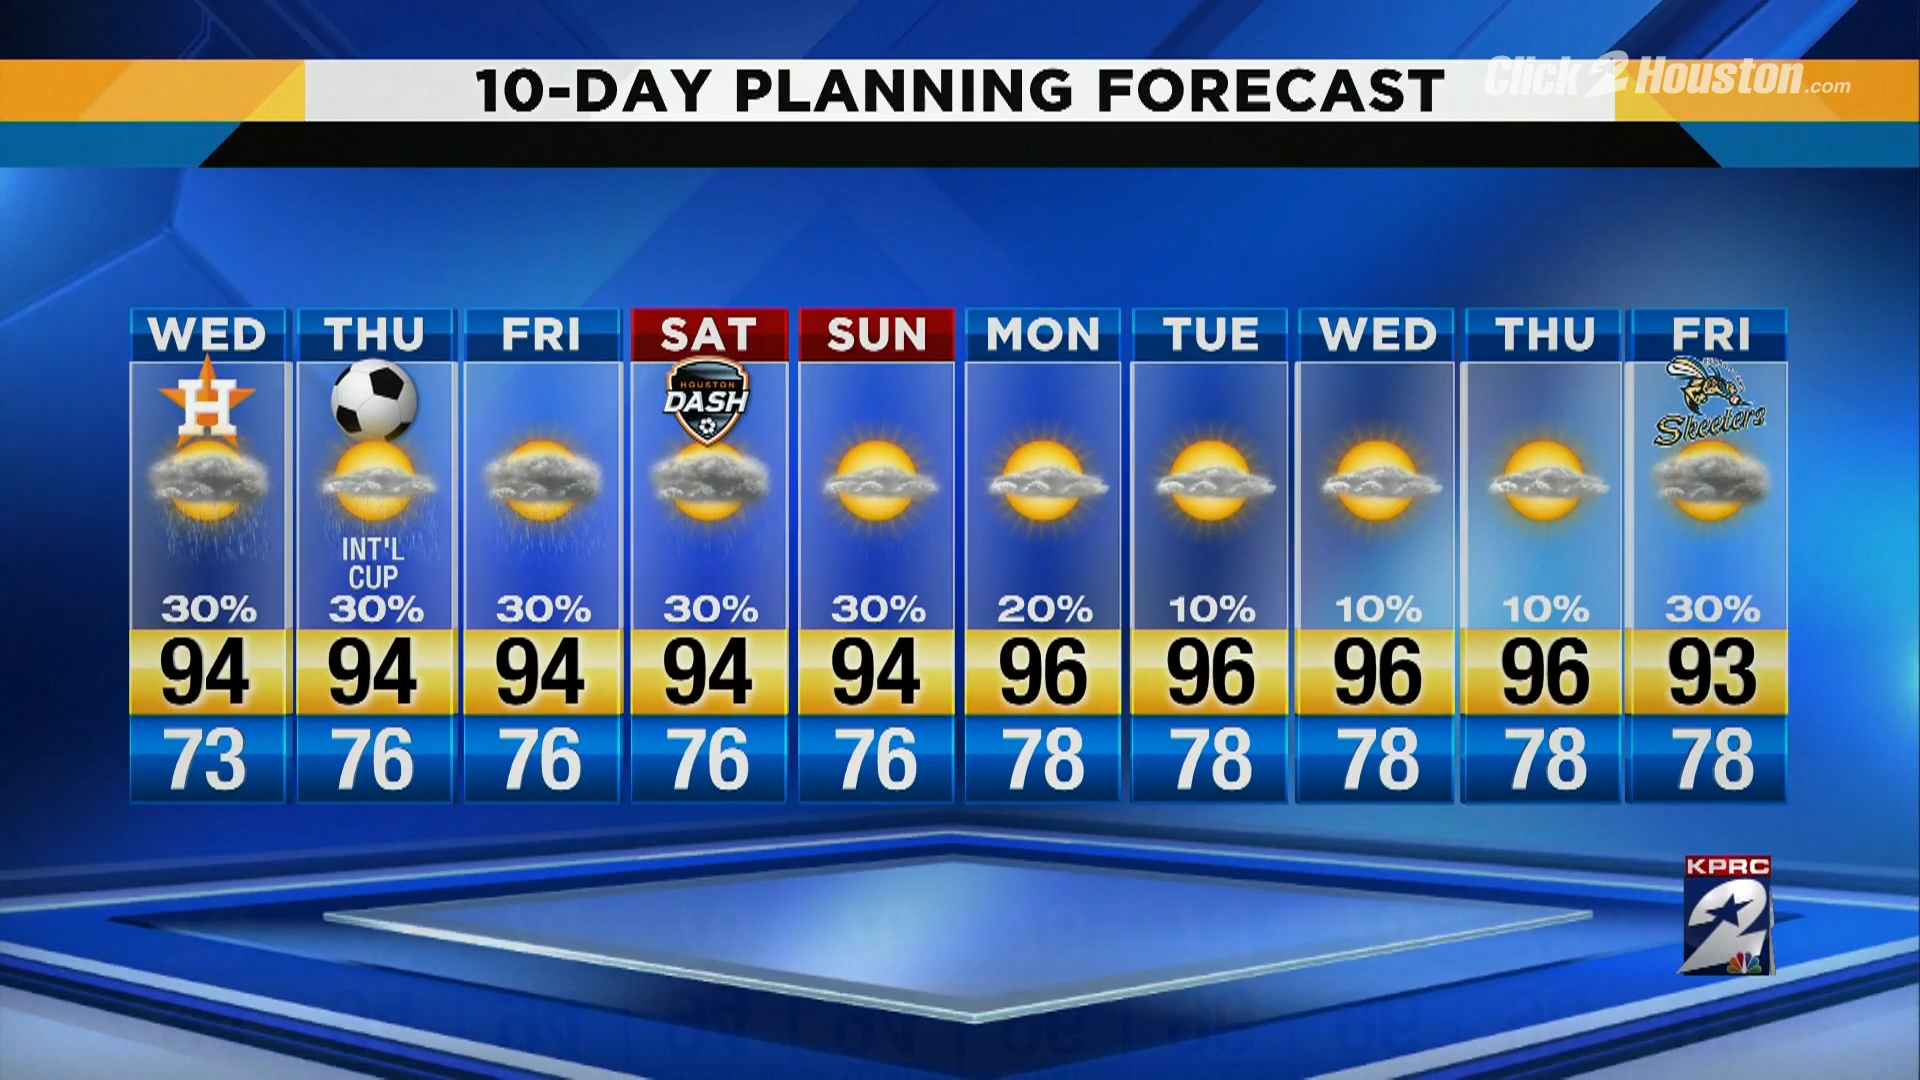 Click2Houston.com
10-DAY PLANNING FORECAST
WED THU FRI SAT SUN MON TUE WED THU FRI
H
HOUSTON
DASH
Skeeters
INT'L
CUP
30% 30% 30% 30% 30% 20% 10% 10% 10% 30%
94 94 94 94 94 96 96 96 96 93
73 76 76 76 76 78 78 78 78 78
KPRC
2